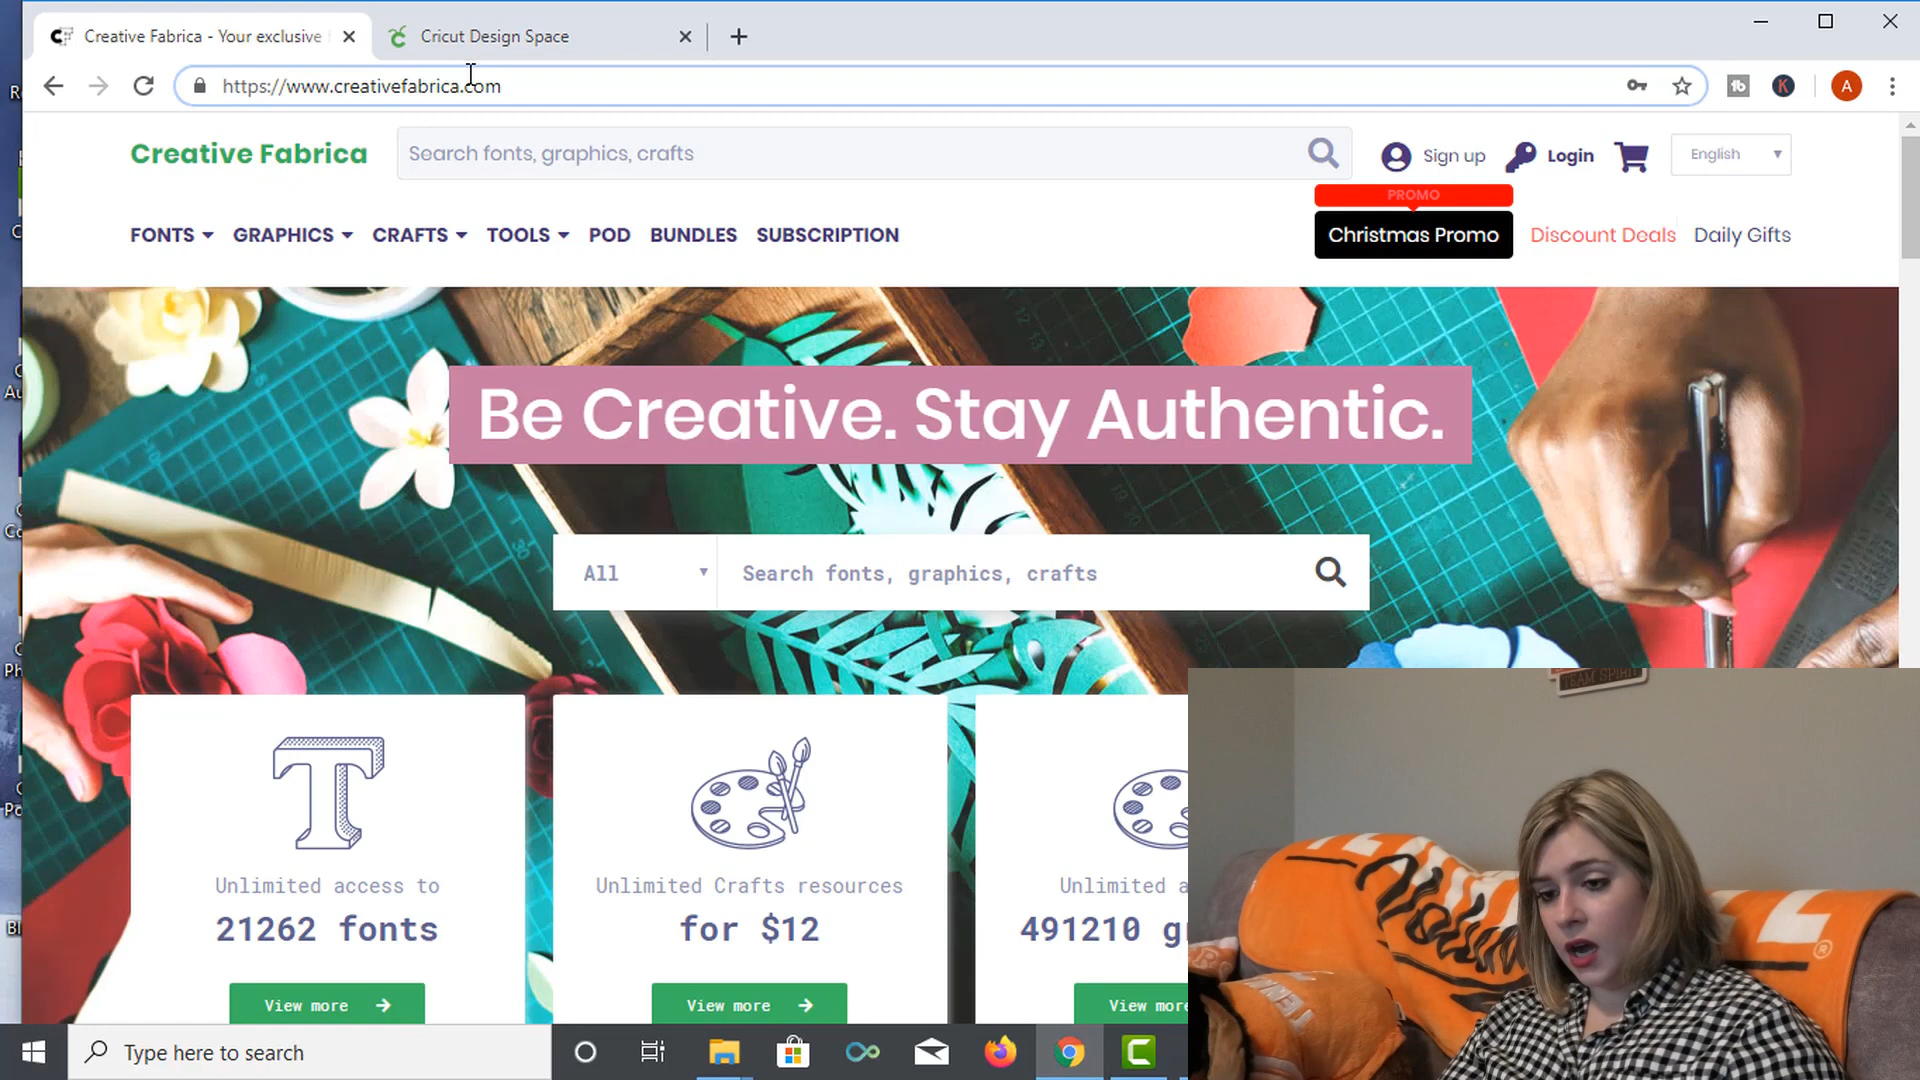 Creative Fabrica - Your exclusive
Cricut Design Space
https://www.creativefabrica.com
A
Creative Fabrica
Search fonts, graphics, crafts
Sign up
Login
English
PROMO
FONTS
GRAPHICS
CRAFTS
TOOLS
POD
BUNDLES
SUBSCRIPTION
Christmas Promo
Discount Deals
Daily Gifts
Be Creative. Stay Authentic.
All
Search fonts, graphics, crafts
TEAM SPIRIT
Unlimited access to
21262 fonts
View more
Unlimited Crafts resources
for $12
View more
Unlimited a
491210 g
View more
Type here to search